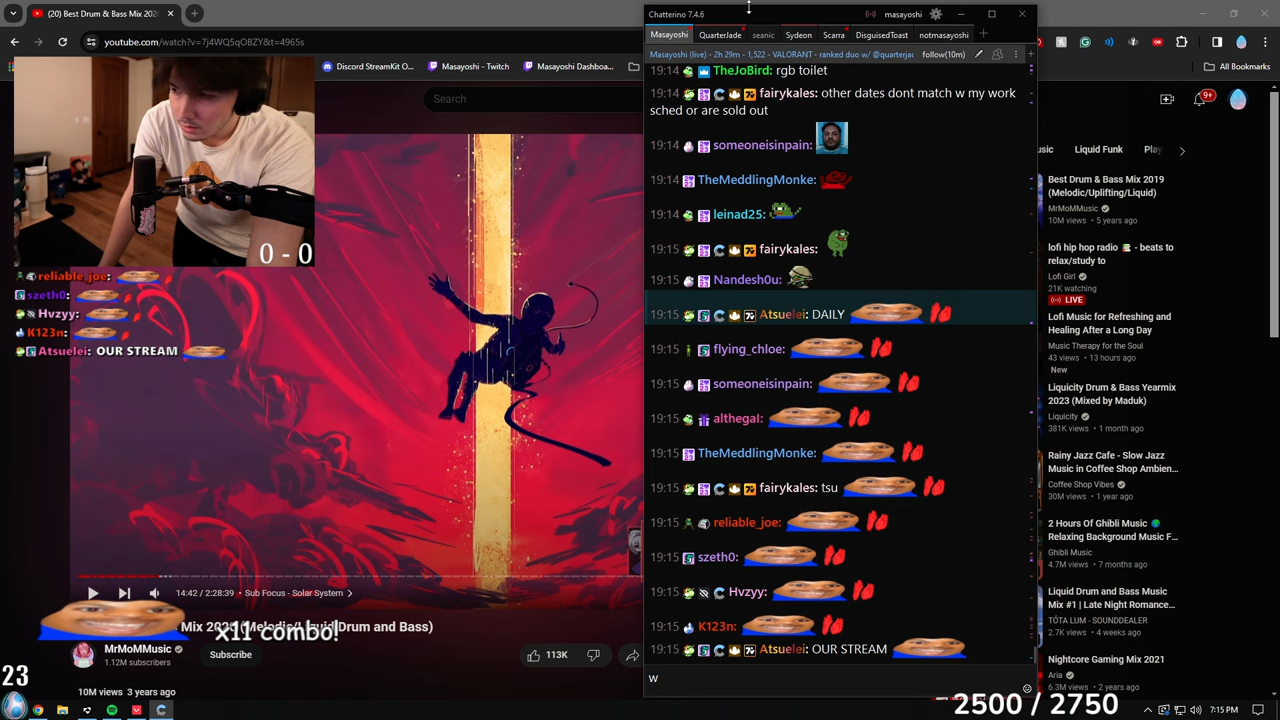 (20) Best Drum & Bass Mix 202
youtube.com/watch?v=7j4WQ5qOBZY&t=4965s
Discord StreamKit O...
Masayoshi - Twitch
Masayoshi Dashboa...
All Bookmarks
Search
9+
0 - 0
reliable_joe:
szeth0:
Hvzyy:
K123n:
Atsuelei: OUR STREAM
14:42 / 2:28:39 • Sub Focus - Solar System
x11 combo!
MrMoMMusic
1.12M subscribers
Subscribe
113K
23
10M views 3 years ago
Chatterino 7.4.6
masayoshi
Masayoshi
QuarterJade
seanic
Sydeon
Scarra
DisguisedToast
notmasayoshi
Masayoshi (live) - 2h 29m - 1,522 - VALORANT - ranked duo w/ @quarterjac
follow(10m)
19:14 TheJoBird: rgb toilet
19:14 fairykales: other dates dont match w my work
sched or are sold out
19:14 someoneisinpain:
19:14 TheMeddlingMonke:
19:14 leinad25:
19:15 fairykales:
19:15 Nandesh0u:
19:15 Atsuelei: DAILY
19:15 flying_chloe:
19:15 someoneisinpain:
19:15 althegaI:
19:15 TheMeddlingMonke:
19:15 fairykales: tsu
19:15 reliable_joe:
19:15 szeth0:
19:15 Hvzyy:
19:15 K123n:
19:15 Atsuelei: OUR STREAM
W
2500 / 2750
Liquid Funk
Best Drum & Bass Mix 2019
(Melodic/Uplifting/Liquid)
MrMoMMusic
10M views • 5 years ago
lofi hip hop radio - beats to
relax/study to
Lofi Girl
21K watching
LIVE
Lofi Music for Refreshing and
Healing After a Long Day
Music Therapy for the Soul
43 views • 13 hours ago
New
Liquicity Drum & Bass Yearmix
2023 (Mixed by Maduk)
Liquicity
381K views • 1 month ago
Rainy Jazz Cafe - Slow Jazz
Music in Coffee Shop Ambien...
Coffee Shop Vibes
30M views • 1 year ago
2 Hours Of Ghibli Music
Relaxing Background Music F...
Ghibli Music
4.7M views • 7 months ago
Liquid Drum and Bass Music
Mix #1 | Late Night Romance...
TÓTA LUM - SOUNDDEALER
2.7K views • 4 weeks ago
Nightcore Gaming Mix 2021
Aria
6.3M views • 2 years ago
7:15 PM